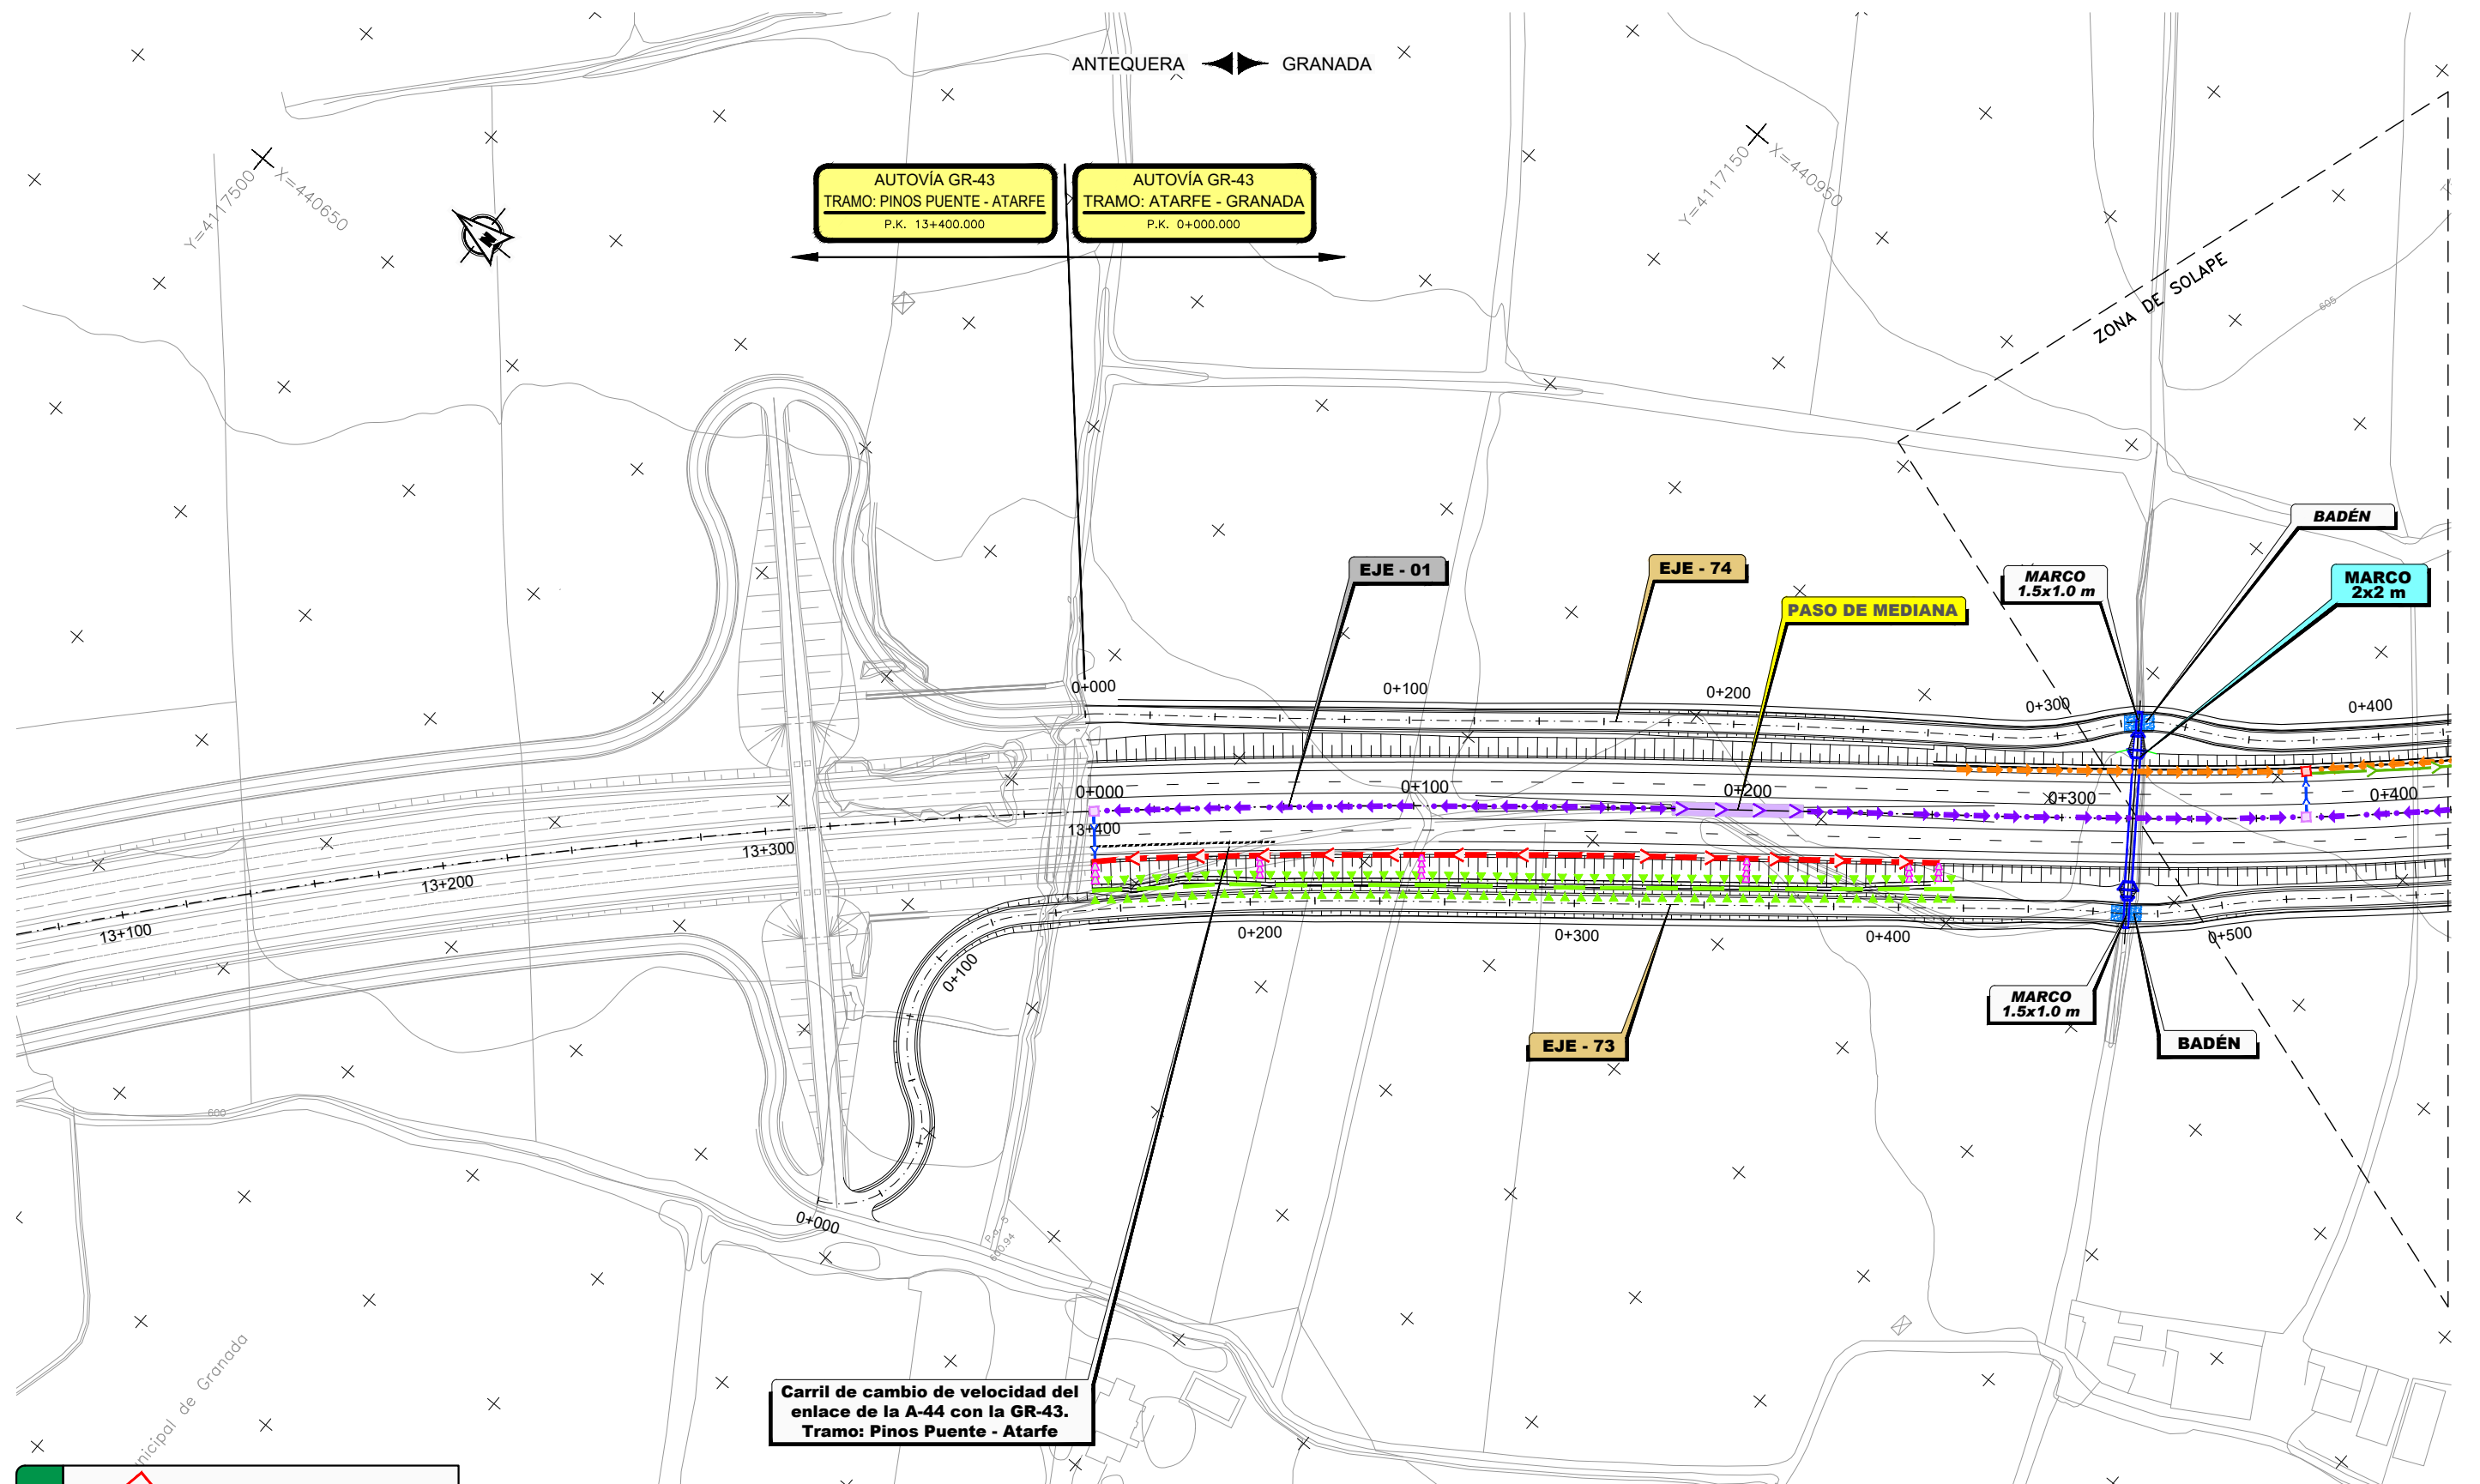 ANTEQUERA GRANADA
AUTOVÍA GR-43
TRAMO: PINOS PUENTE - ATARFE
P.K. 13+400.000
AUTOVÍA GR-43
TRAMO: ATARFE - GRANADA
P.K. 0+000.000
Y=4117500
X=440650
Y=4117150
X=440950
N
ZONA DE SOLAPE
605
BADÉN
EJE - 01
EJE - 74
MARCO
1.5x1.0 m
MARCO
2x2 m
PASO DE MEDIANA
0+000
0+100
0+200
0+300
0+400
0+000
0+100
0+200
0+300
0+400
13+400
13+300
13+200
13+100
0+200
0+300
0+400
0+500
0+100
0+000
MARCO
1.5x1.0 m
BADÉN
EJE - 73
600
600.94
Carril de cambio de velocidad del
enlace de la A-44 con la GR-43.
Tramo: Pinos Puente - Atarfe
nicipal de Granada